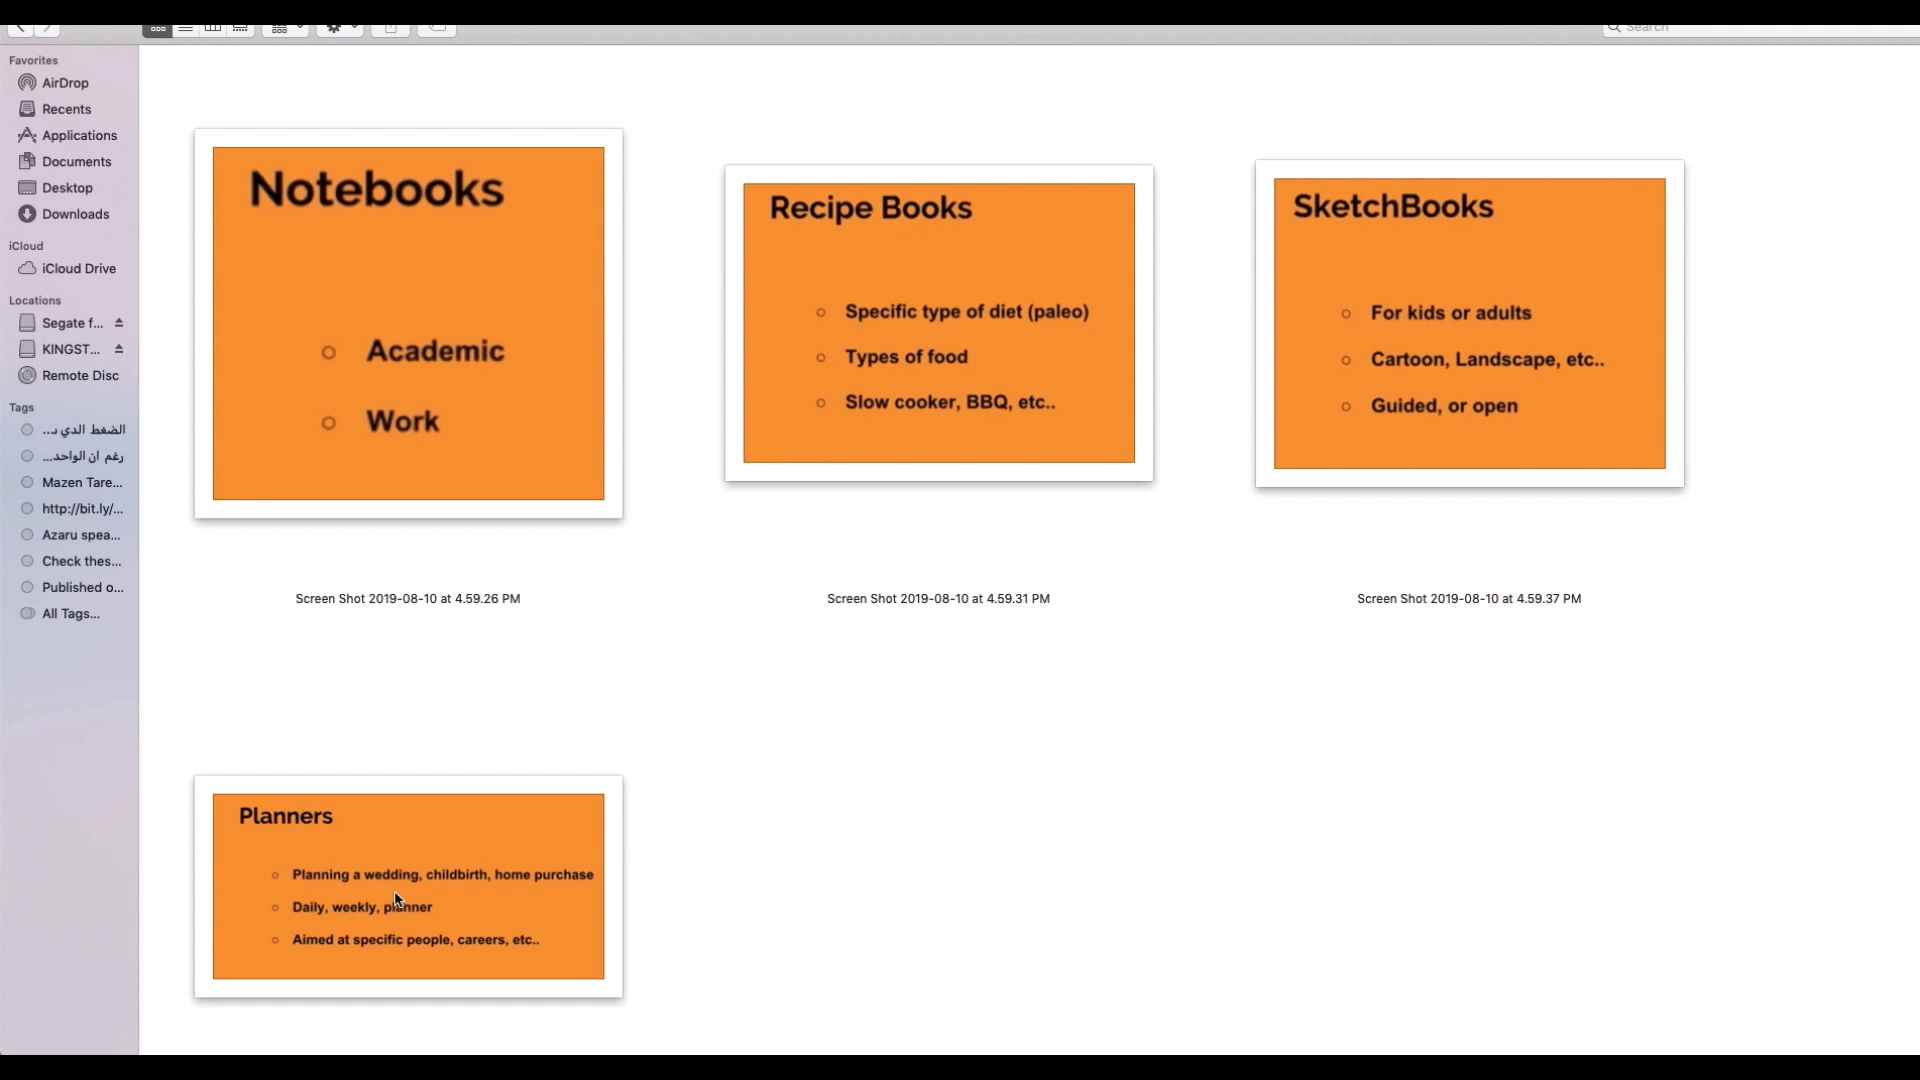 Search
Favorites
AirDrop
Recents
Applications
Documents
Desktop
Downloads
iCloud
iCloud Drive
Locations
Segate f...
KINGST...
Remote Disc
Tags
الضغط الدي د...
رغم ان الواحد...
Mazen Tare...
http://bit.ly/...
Azaru spea...
Check thes...
Published o...
All Tags...
Notebooks
Academic
Work
Screen Shot 2019-08-10 at 4.59.26 PM
Recipe Books
Specific type of diet (paleo)
Types of food
Slow cooker, BBQ, etc..
Screen Shot 2019-08-10 at 4.59.31 PM
SketchBooks
For kids or adults
Cartoon, Landscape, etc..
Guided, or open
Screen Shot 2019-08-10 at 4.59.37 PM
Planners
Planning a wedding, childbirth, home purchase
Daily, weekly, planner
Aimed at specific people, careers, etc..